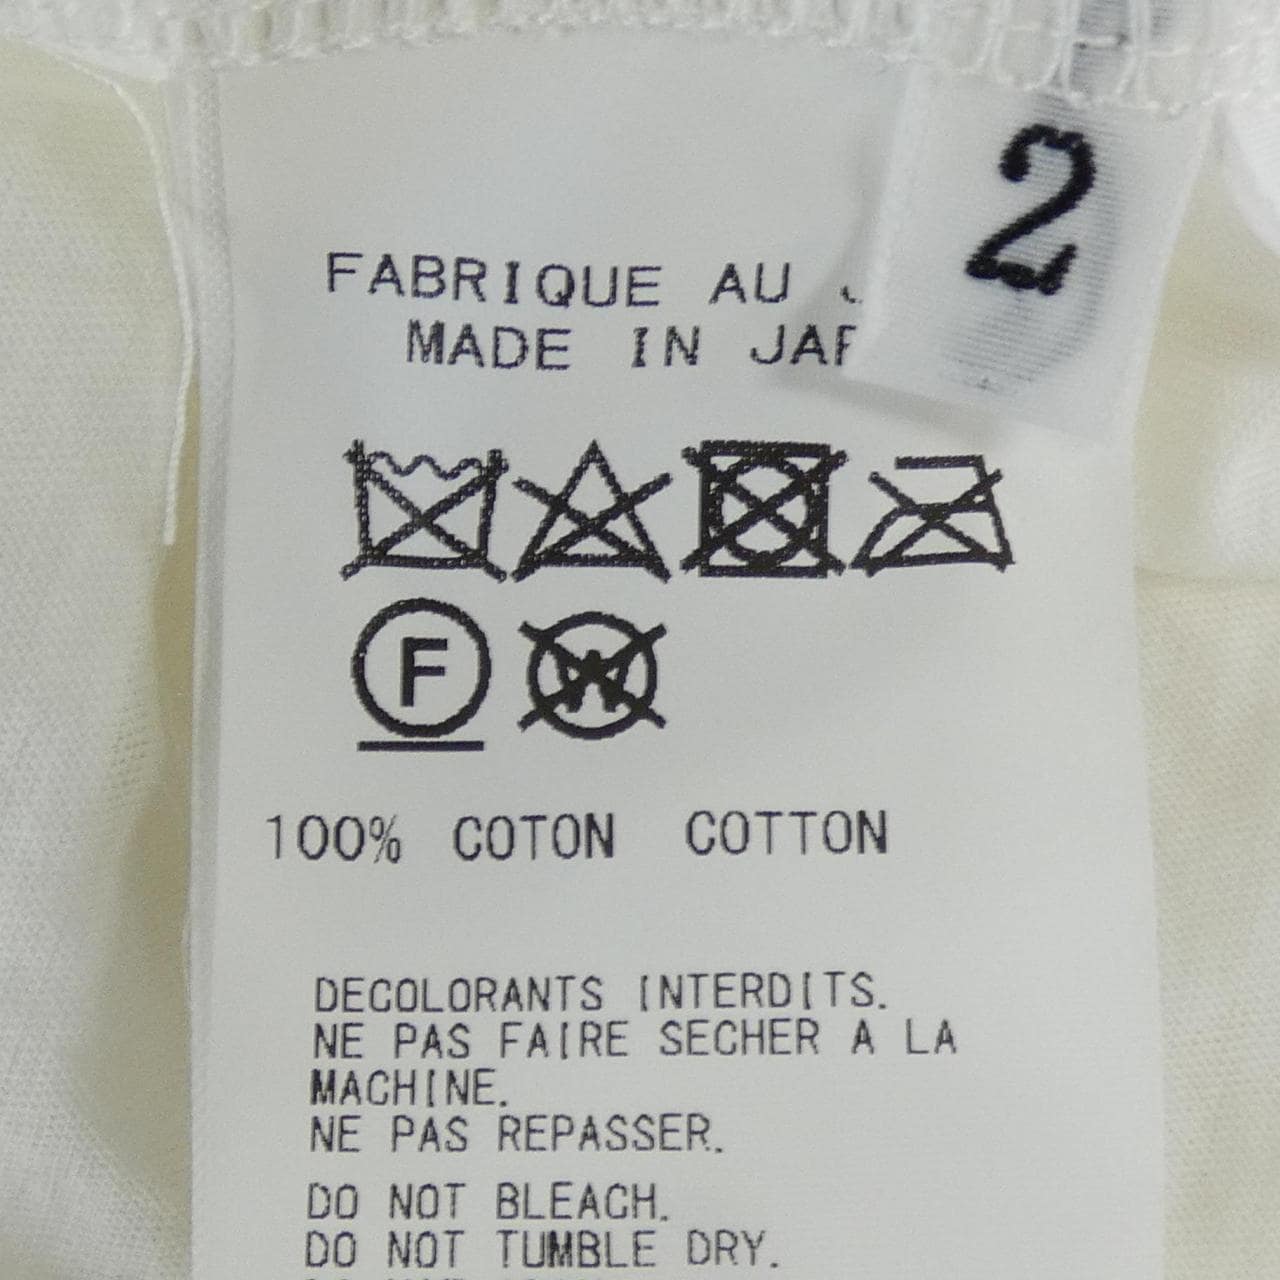 2
FABRIQUE AU
MADE IN
F W
100% COTON COTTON
DECOLORANTS INTERDITS.
NE PAS FAIRE SECHER A LA
MACHINE.
NE PAS REPASSER.
DO NOT BLEACH.
DO NOT TUMBLE DRY.